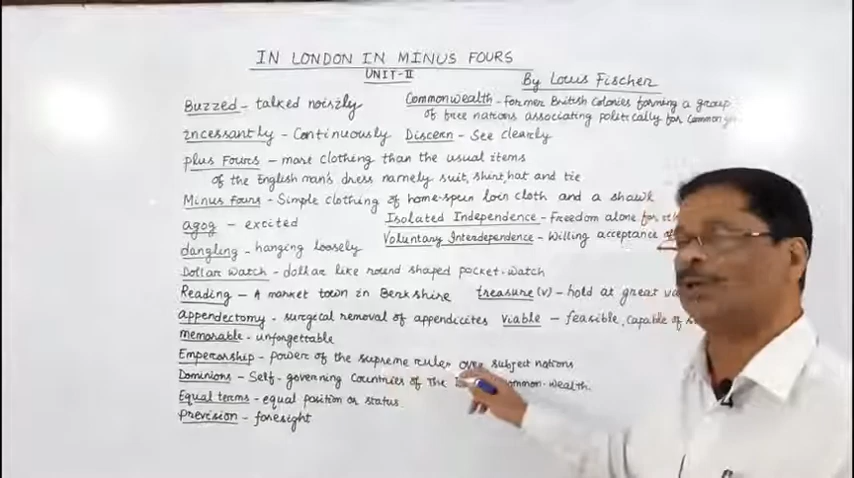 IN LONDON IN MINUS FOURS
UNIT-II
By Louis Fischer
Buzzed - talked noiszly
Commonwealth - Former British Colonies forming a group
of free nations associating politically for common
Incessantly - Continuously
Discern - See clearly
Plus Fours - more clothing than the usual items
of the English man's dress namely suit, shirt, hat and tie
Minus Fours - Simple clothing of home-spun loin cloth and a shawl
agog - excited
Isolated Independence - Freedom alone for
dangling - hanging loosely
Voluntary Interdependence - Willing acceptance
Dollar watch - dollar like round shaped pocket-watch
Reading - A market town in Berkshire
treasure (v) - hold at great
appendectomy - surgical removal of appendicites
viable - feasible, capable of
memorable - unforgettable
Emperorship - power of the supreme ruler over subject nations
Dominions - Self-governing Countries of the common-wealth.
Equal terms - equal position or status
Prevision - foresight